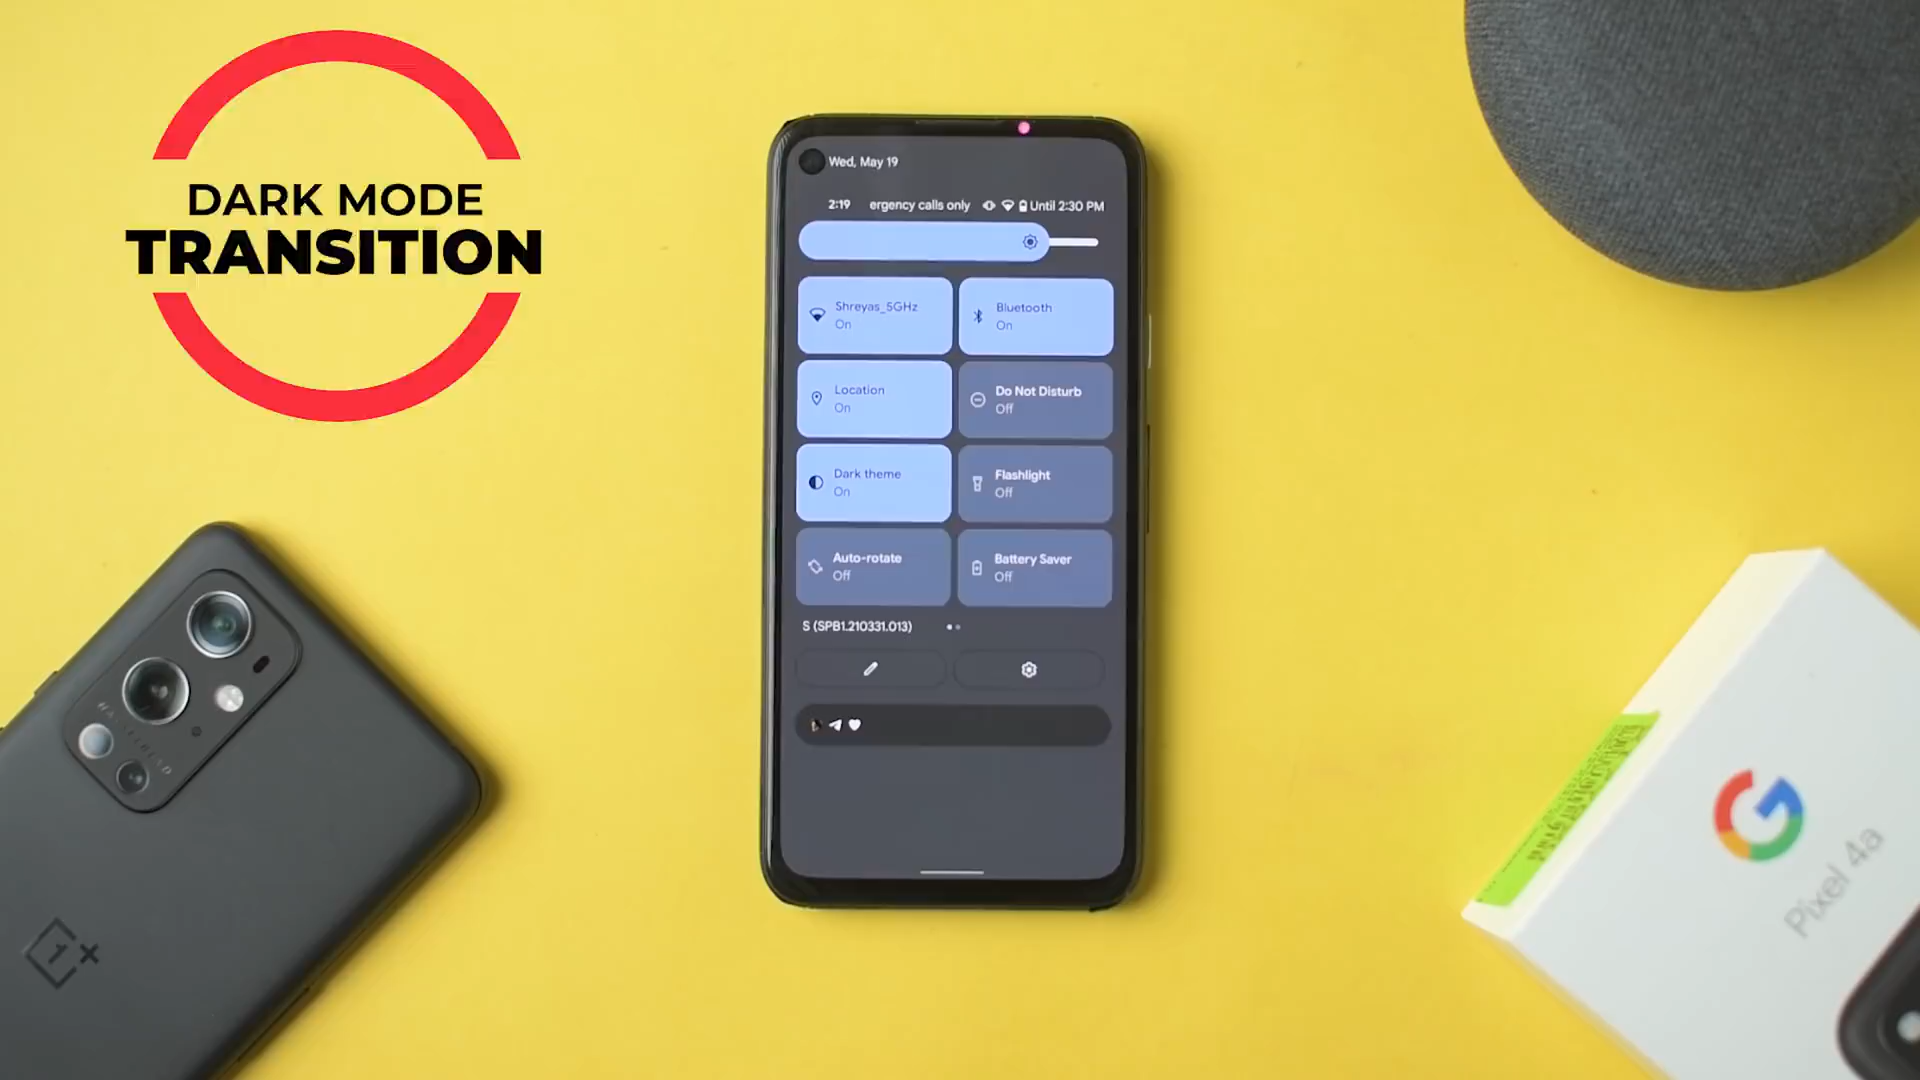 DARK MODE
TRANSITION
Wed, May 19
2:19 ergency calls only Until 2:30 PM
Shreyas_5GHz
On
Bluetooth
On
Location
On
Do Not Disturb
Off
Dark theme
On
Flashlight
Off
Auto-rotate
Off
Battery Saver
Off
S (SPB1.210331.013)
HASSELBLAD
1+
G
Pixel 4a